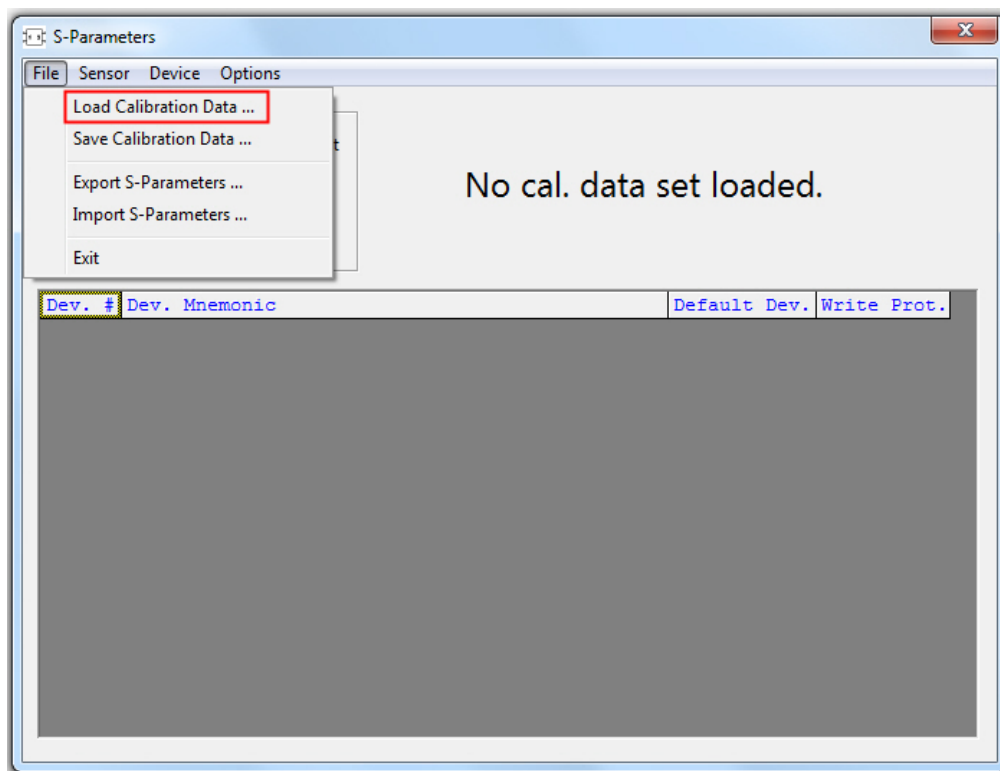 S-Parameters
File Sensor Device Options
Load Calibration Data ...
Save Calibration Data ...
t
Export S-Parameters ...
Import S-Parameters ...
Exit
No cal. data set loaded.
Dev. # Dev. Mnemonic Default Dev. Write Prot.